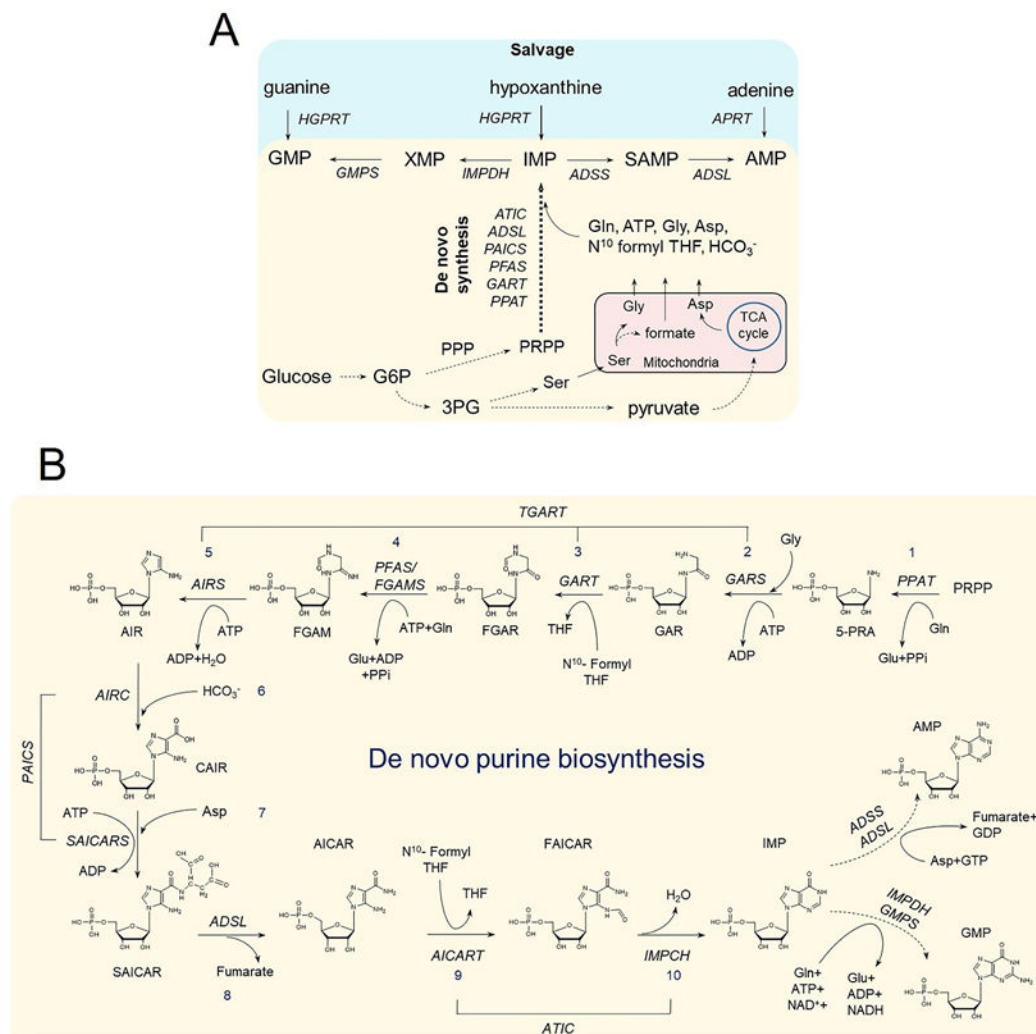 A
Salvage
guanine
hypoxanthine
adenine
HGPRT
HGPRT
APRT
GMP
XMP
IMP
SAMP
AMP
GMPS
IMPDH
ADSS
ADSL
De novo
synthesis
ATIC
ADSL
PAICS
PFAS
GART
PPAT
Gln, ATP, Gly, Asp,
N¹⁰ formyl THF, HCO₃⁻
Gly
Asp
formate
TCA
cycle
Ser
Mitochondria
PPP
PRPP
Glucose
G6P
Ser
3PG
pyruvate
B
TGART
5
4
3
2
1
Gly
AIRS
PFAS/
FGAMS
GART
GARS
PPAT
PRPP
AIR
FGAM
FGAR
GAR
5-PRA
ATP
ADP+H₂O
ATP+Gln
Glu+ADP
+PPi
THF
N¹⁰- Formyl
THF
ATP
ADP
Gln
Glu+PPi
AIRC
HCO₃⁻
6
PAICS
CAIR
De novo purine biosynthesis
ATP
Asp
7
SAICARS
ADP
SAICAR
ADSL
Fumarate
8
AICAR
N¹⁰- Formyl
THF
THF
AICART
9
FAICAR
H₂O
IMPCH
10
ATIC
IMP
ADSS
ADSL
AMP
Fumarate+
GDP
Asp+GTP
IMPDH
GMPS
GMP
Gln+
ATP+
NAD⁺+
Glu+
ADP+
NADH